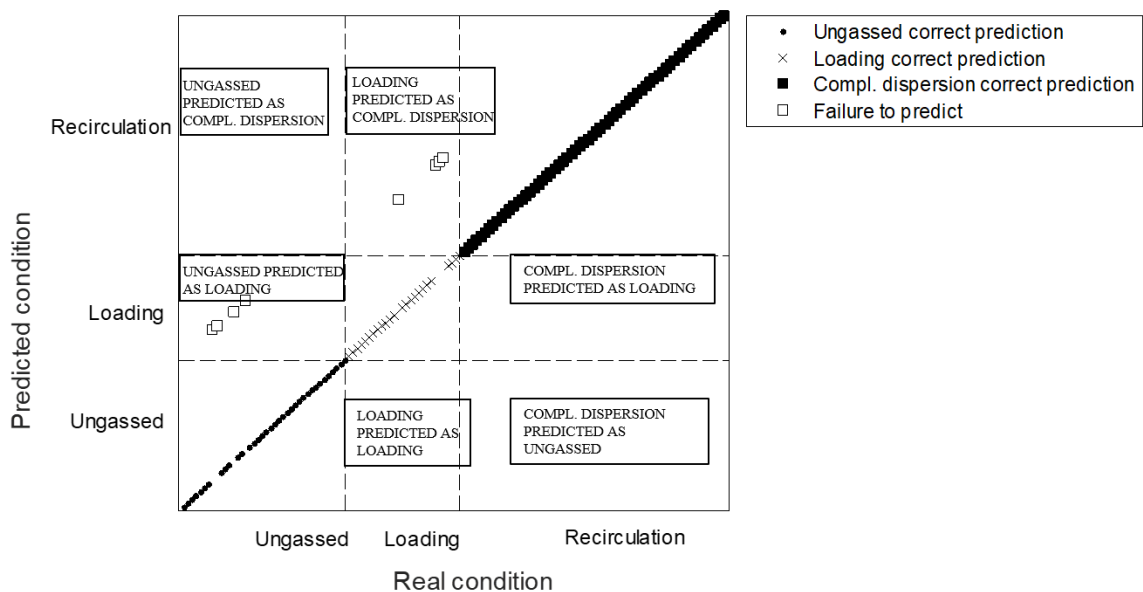 Ungassed correct prediction
Loading correct prediction
Compl. dispersion correct prediction
Failure to predict
UNGASSED
PREDICTED AS
COMPL. DISPERSION
LOADING
PREDICTED AS
COMPL. DISPERSION
Recirculation
UNGASSED PREDICTED
AS LOADING
COMPL. DISPERSION
PREDICTED AS LOADING
Loading
Predicted condition
LOADING
PREDICTED AS
LOADING
COMPL. DISPERSION
PREDICTED AS
UNGASSED
Ungassed
Ungassed
Loading
Recirculation
Real condition